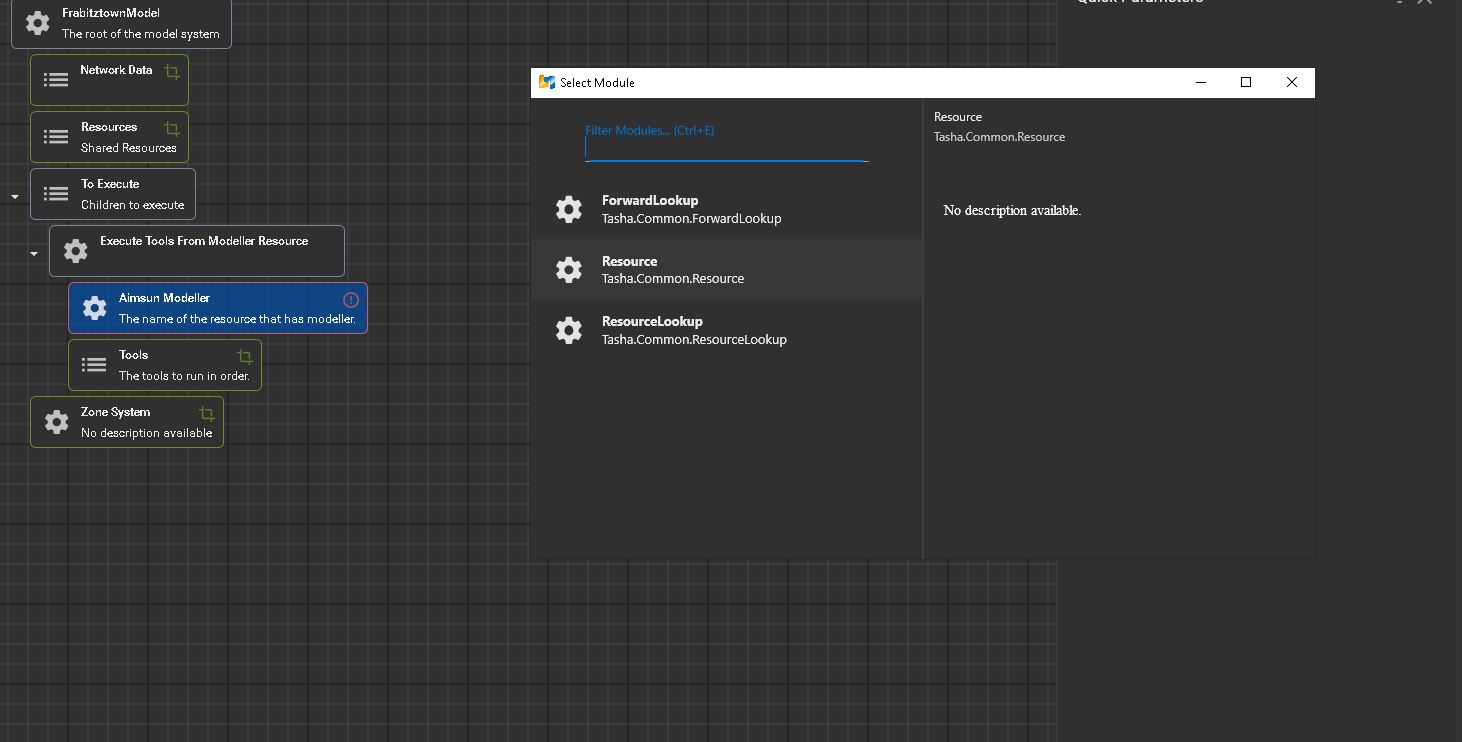 FrabitztownModel
The root of the model system
Network Data
Resources
Shared Resources
To Execute
Children to execute
Execute Tools From Modeller Resource
Aimsun Modeller
The name of the resource that has modeller.
Tools
The tools to run in order.
Zone System
No description available
Select Module
Filter Modules... (Ctrl+E)
ForwardLookup
Tasha.Common.ForwardLookup
Resource
Tasha.Common.Resource
ResourceLookup
Tasha.Common.ResourceLookup
Resource
Tasha.Common.Resource
No description available.
Quick Parameters